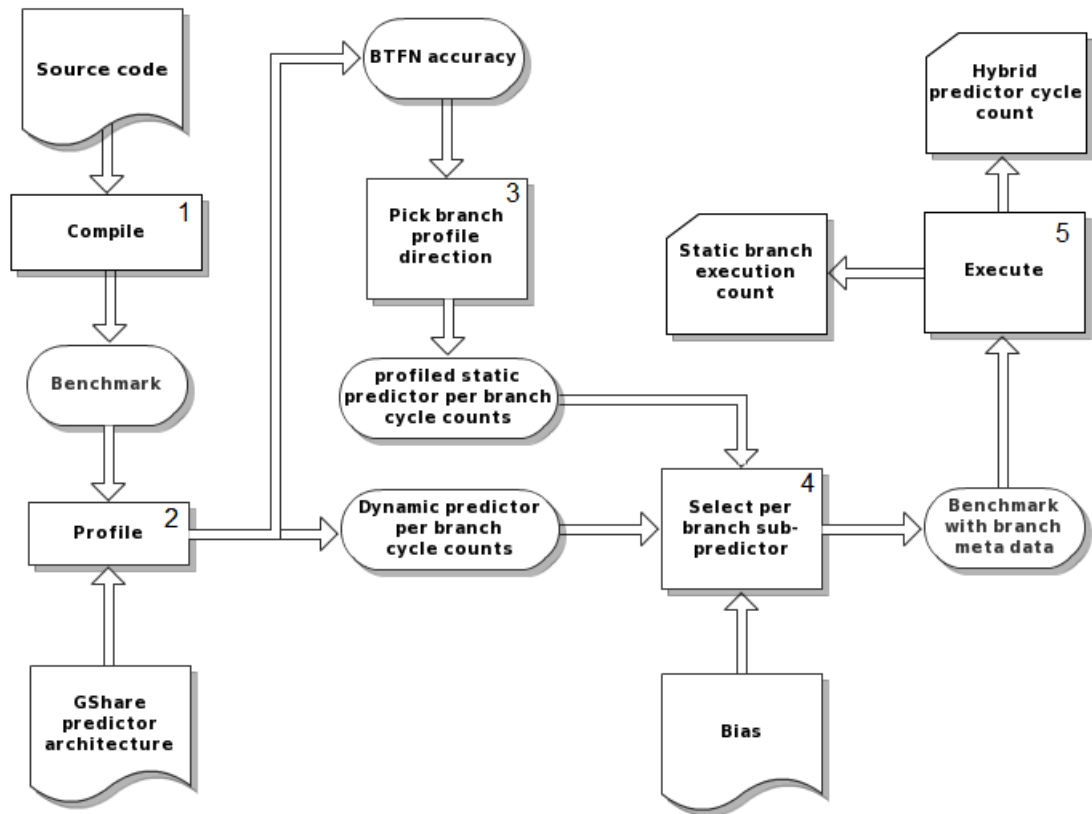 Source code
1
Compile
Benchmark
2
Profile
GShare
predictor
architecture
BTFN accuracy
3
Pick branch
profile
direction
profiled static
predictor per branch
cycle counts
Dynamic predictor
per branch
cycle counts
4
Select per
branch sub-
predictor
Bias
Static branch
execution
count
Hybrid
predictor cycle
count
5
Execute
Benchmark
with branch
meta data